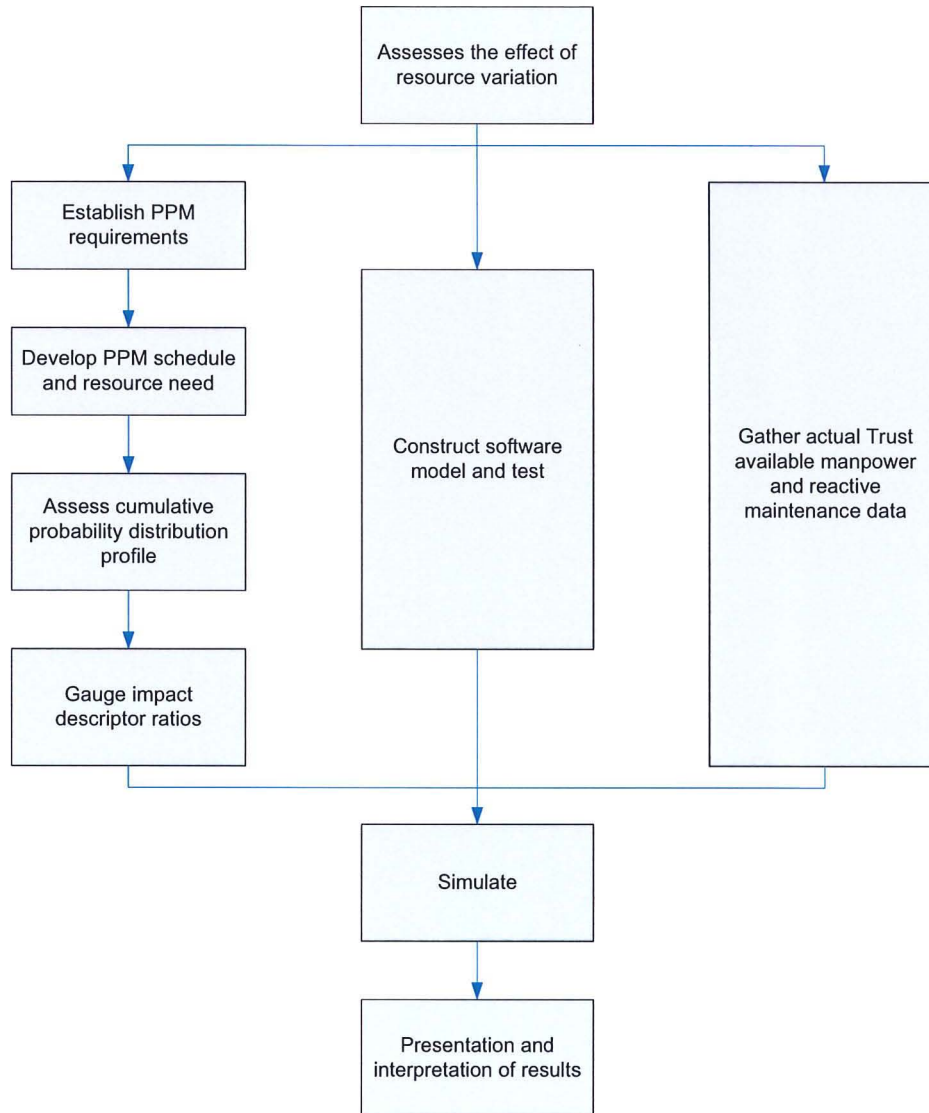 Assesses the effect of
resource variation
Establish PPM
requirements
Develop PPM schedule
and resource need
Assess cumulative
probability distribution
profile
Gauge impact
descriptor ratios
Construct software
model and test
Gather actual Trust
available manpower
and reactive
maintenance data
Simulate
Presentation and
interpretation of results